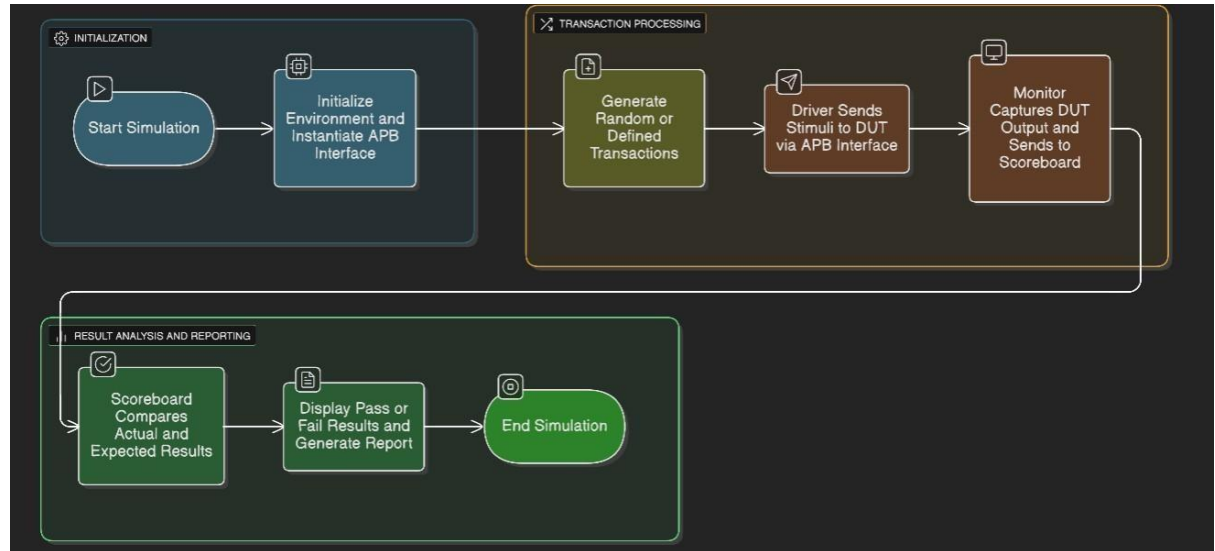 INITIALIZATION
Start Simulation
Initialize
Environment and
Instantiate APB
Interface
TRANSACTION PROCESSING
Generate
Random or
Defined
Transactions
Driver Sends
Stimuli to DUT
via APB Interface
Monitor
Captures DUT
Output and
Sends to
Scoreboard
RESULT ANALYSIS AND REPORTING
Scoreboard
Compares
Actual and
Expected Results
Display Pass or
Fail Results and
Generate Report
End Simulation